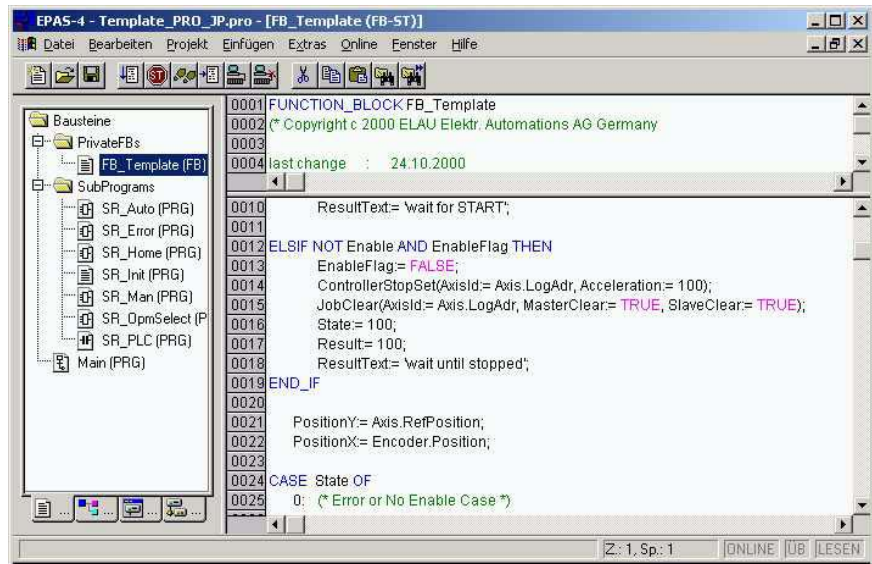 EPAS-4 - Template_PRO_JP.pro - [FB_Template (FB-ST)]
Datei Bearbeiten Projekt Einfügen Extras Online Fenster Hilfe
Bausteine
PrivateFBs
FB_Template (FB)
SubPrograms
SR_Auto (PRG)
SR_Error (PRG)
SR_Home (PRG)
SR_Init (PRG)
SR_Man (PRG)
SR_OpmSelect (P
SR_PLC (PRG)
Main (PRG)
0001 FUNCTION_BLOCK FB_Template
0002 (* Copyright c 2000 ELAU Elektr. Automations AG Germany
0003
0004 last change : 24.10.2000
0010 ResultText:= 'wait for START';
0011
0012 ELSIF NOT Enable AND EnableFlag THEN
0013 EnableFlag:= FALSE;
0014 ControllerStopSet(AxisId:= Axis.LogAdr, Acceleration:= 100);
0015 JobClear(AxisId:= Axis.LogAdr, MasterClear:= TRUE, SlaveClear:= TRUE);
0016 State:= 100;
0017 Result:= 100;
0018 ResultText:= 'wait until stopped';
0019 END_IF
0020
0021 PositionY:= Axis.RefPosition;
0022 PositionX:= Encoder.Position;
0023
0024 CASE State OF
0025 0: (* Error or No Enable Case *)
... ... ... ...
Z.: 1, Sp.: 1 ONLINE ÜB LESEN